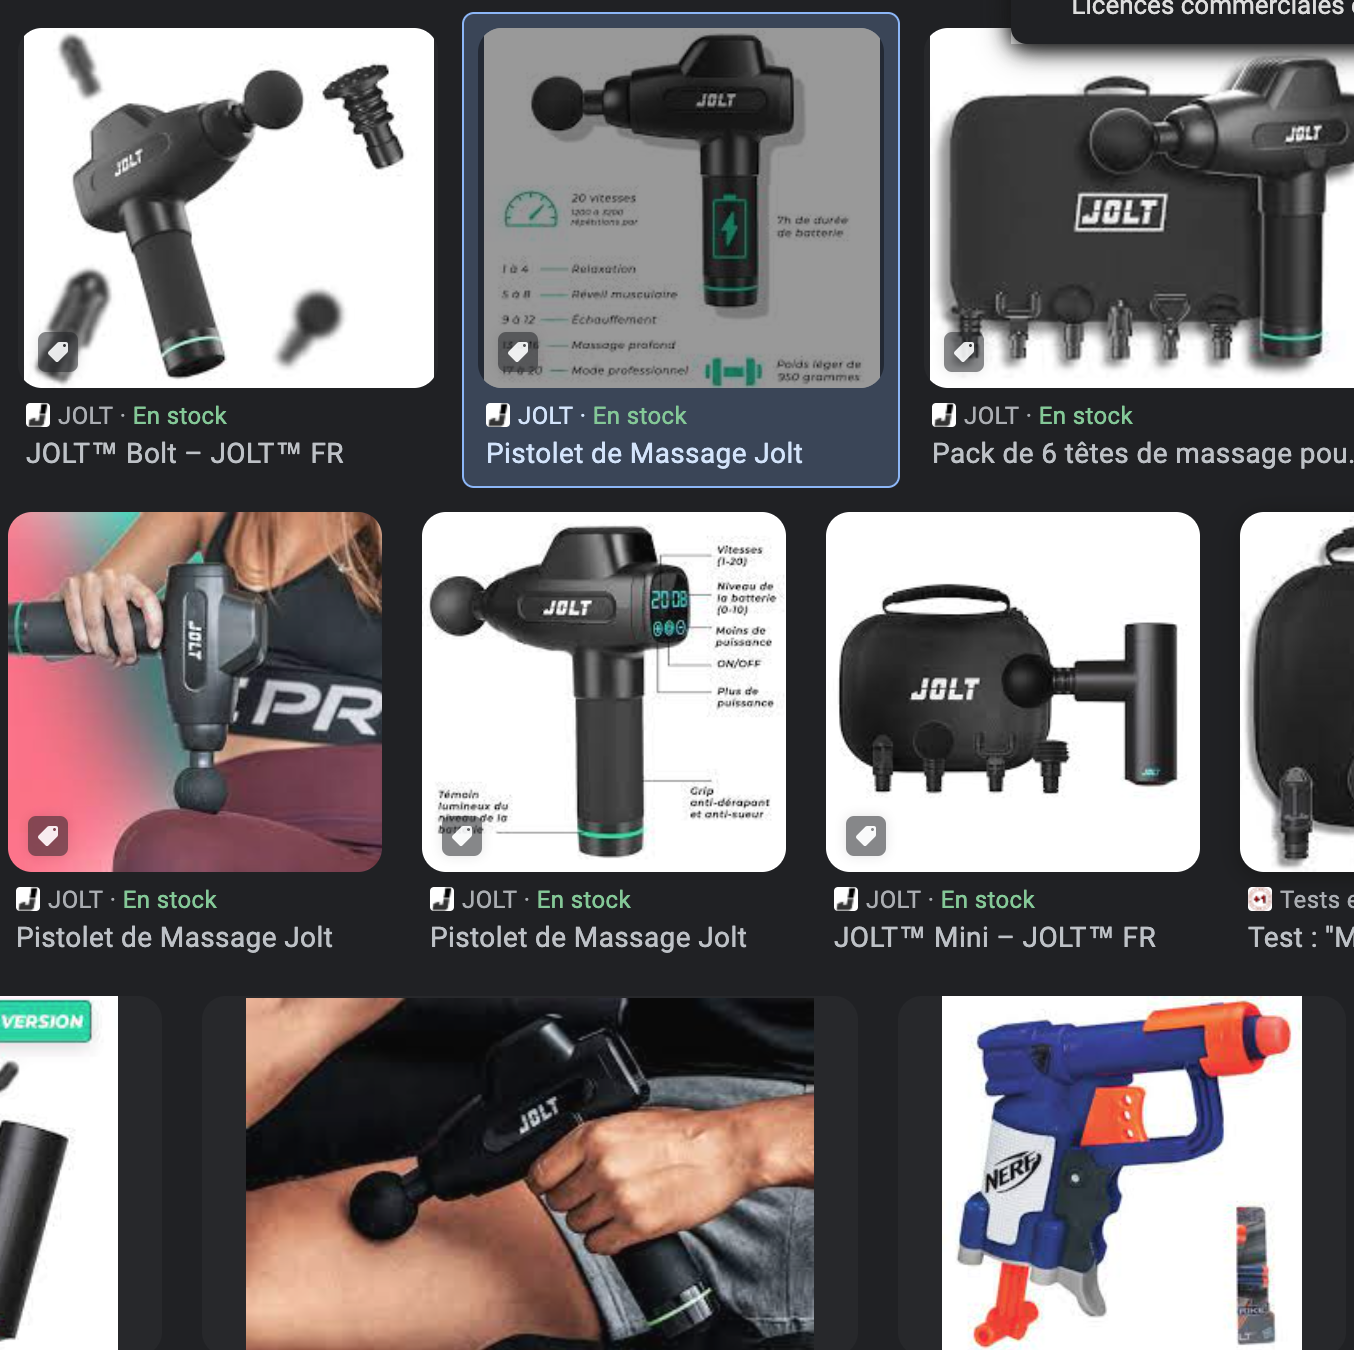 Licences commerciales
JOLT
JOLT
20 vitesses
1200 à 3200
répétitions par
7h de durée
de batterie
1 à 4 Relaxation
5 à 8 Réveil musculaire
9 à 12 Échauffement
Massage profond
17 à 20 Mode professionnel
Poids léger de
950 grammes
JOLT
JOLT
JOLT · En stock
JOLT™ Bolt – JOLT™ FR
JOLT · En stock
Pistolet de Massage Jolt
JOLT · En stock
Pack de 6 têtes de massage pou...
JOLT
PR
JOLT
20 08
Vitesses
(1-20)
Niveau de
la batterie
(0-10)
Moins de
puissance
ON/OFF
Plus de
puissance
Témoin
lumineux du
niveau de la
Grip
anti-dérapant
et anti-sueur
JOLT
JOLT
JOLT · En stock
Pistolet de Massage Jolt
JOLT · En stock
Pistolet de Massage Jolt
JOLT · En stock
JOLT™ Mini – JOLT™ FR
+1
Tests
Test : "M
VERSION
JOLT
NERF